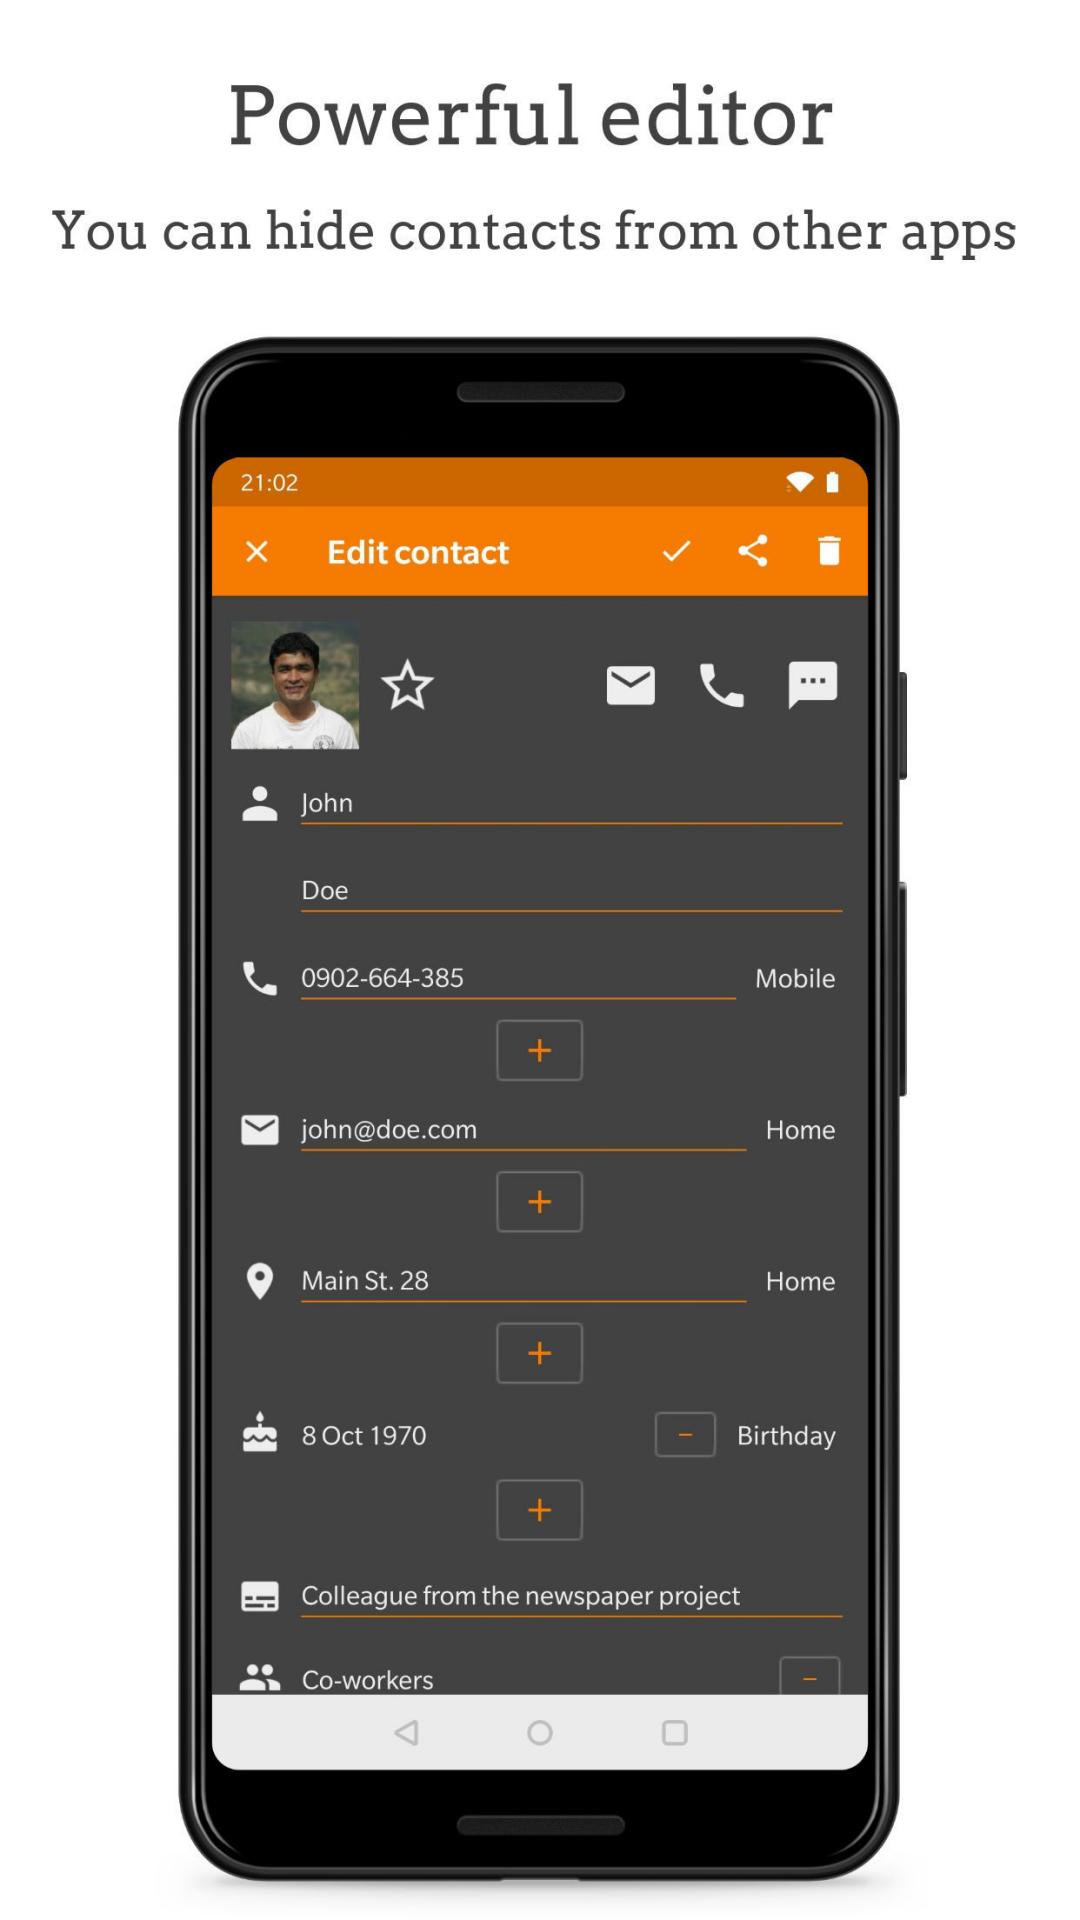 Powerful editor
You can hide contacts from other apps
21:02
Edit contact
John
Doe
0902-664-385 Mobile
+
john@doe.com Home
+
Main St. 28 Home
+
8 Oct 1970 - Birthday
+
Colleague from the newspaper project
Co-workers -